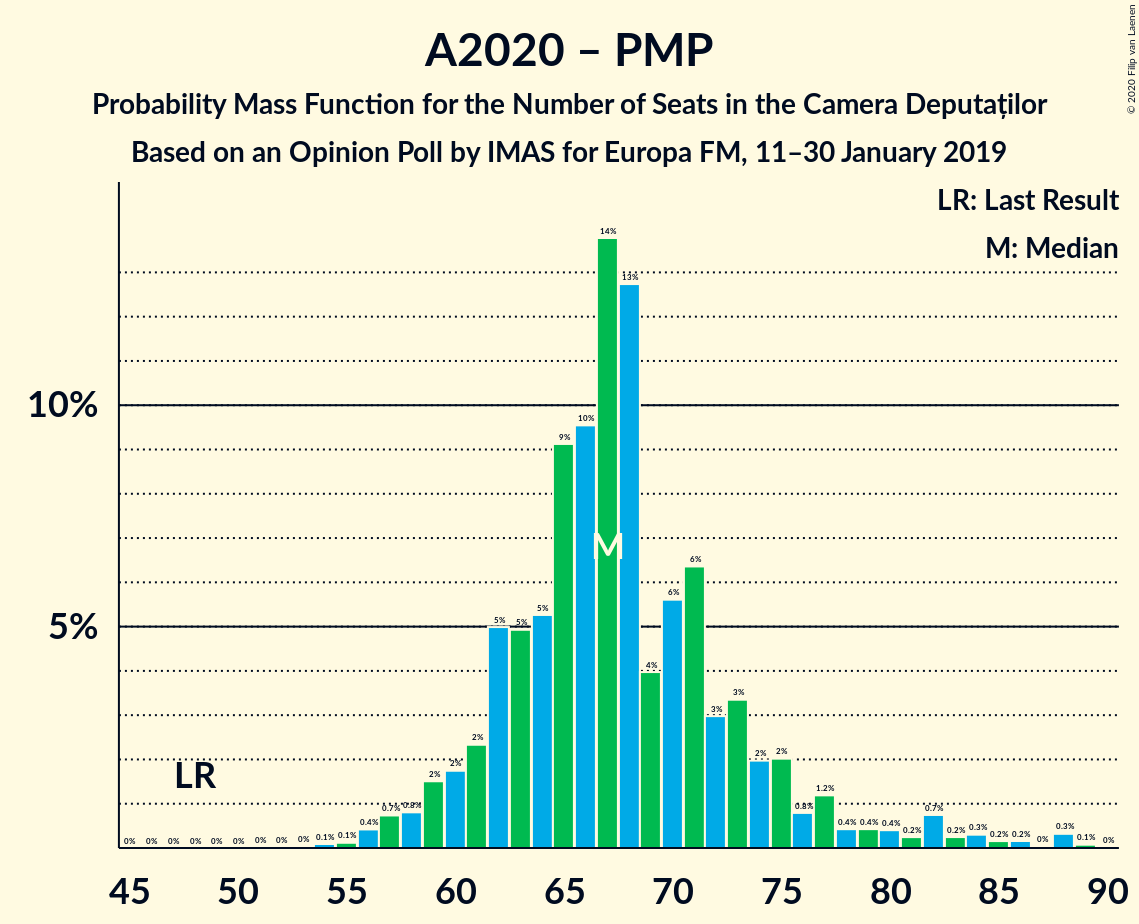 © 2020 Filip van Laenen
A2020 – PMP
Probability Mass Function for the Number of Seats in the Camera Deputaților
Based on an Opinion Poll by IMAS for Europa FM, 11–30 January 2019
LR: Last Result
M: Median
10%
5%
LR
M
0% 0% 0% 0% 0% 0% 0% 0% 0% 0.1% 0.1% 0.4% 0.7% 0.8% 2% 2% 2% 5% 5% 5% 9% 10% 14% 13% 4% 6% 6% 3% 3% 2% 2% 0.8% 1.2% 0.4% 0.4% 0.4% 0.2% 0.7% 0.2% 0.3% 0.2% 0.2% 0% 0.3% 0.1% 0%
45 50 55 60 65 70 75 80 85 90